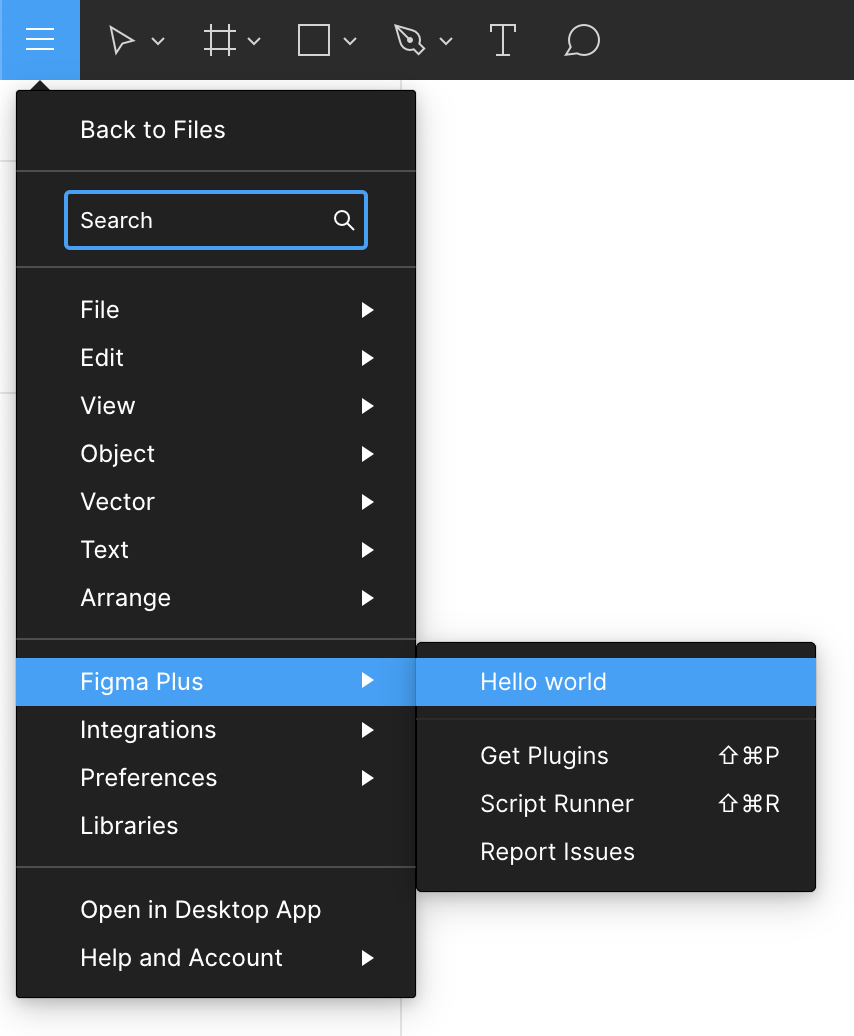 Back to Files
Search
File
Edit
View
Object
Vector
Text
Arrange
Figma Plus
Integrations
Preferences
Libraries
Open in Desktop App
Help and Account
Hello world
Get Plugins ⇧⌘P
Script Runner ⇧⌘R
Report Issues